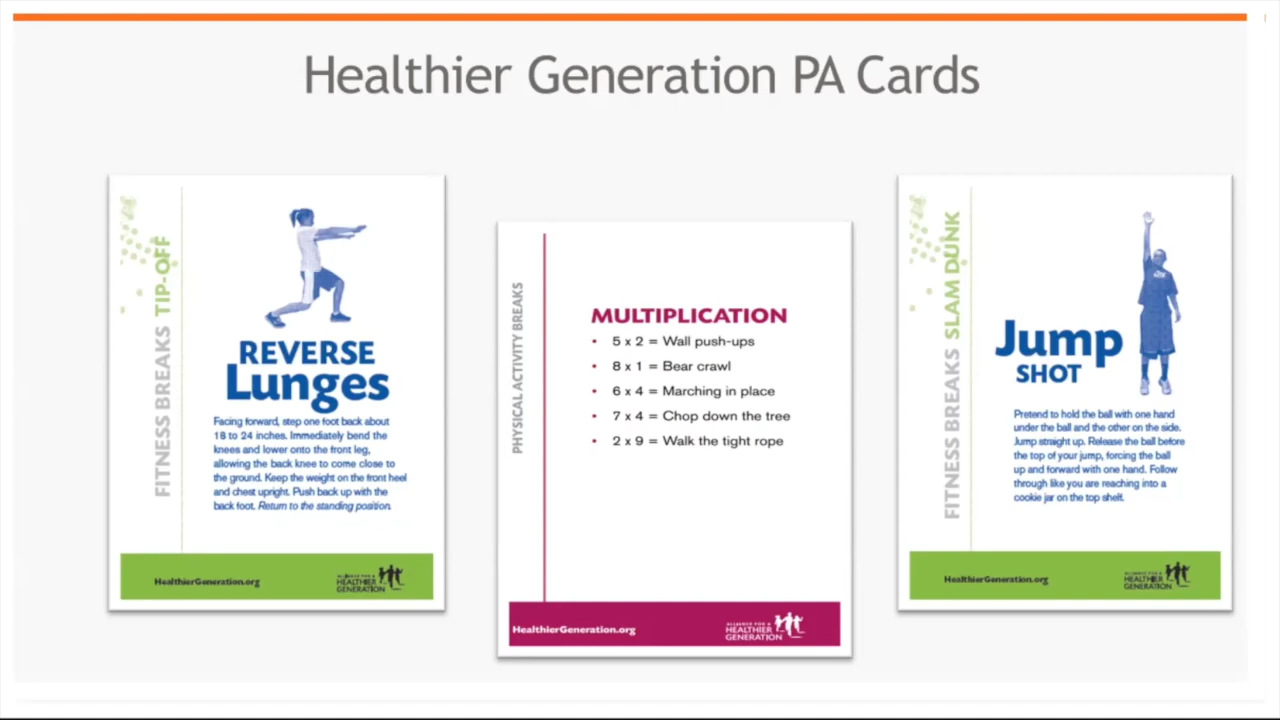 Healthier Generation PA Cards
FITNESS BREAKS TIP-OFF
REVERSE
Lunges
Facing forward, step one foot back about
18 to 24 inches. Immediately bend the
knees and lower onto the front leg,
allowing the back knee to come close to
the ground. Keep the weight on the front heel
and chest upright. Push back up with the
back foot. Return to the standing position.
HealthierGeneration.org
ALLIANCE FOR A
HEALTHIER
GENERATION
PHYSICAL ACTIVITY BREAKS
MULTIPLICATION
• 5 x 2 = Wall push-ups
• 8 x 1 = Bear crawl
• 6 x 4 = Marching in place
• 7 x 4 = Chop down the tree
• 2 x 9 = Walk the tight rope
HealthierGeneration.org
ALLIANCE FOR A
HEALTHIER
GENERATION
FITNESS BREAKS SLAM DUNK
Jump
SHOT
Pretend to hold the ball with one hand
under the ball and the other on the side.
Jump straight up. Release the ball before
the top of your jump, forcing the ball
up and forward with one hand. Follow
through like you are reaching into a
cookie jar on the top shelf.
HealthierGeneration.org
ALLIANCE FOR A
HEALTHIER
GENERATION